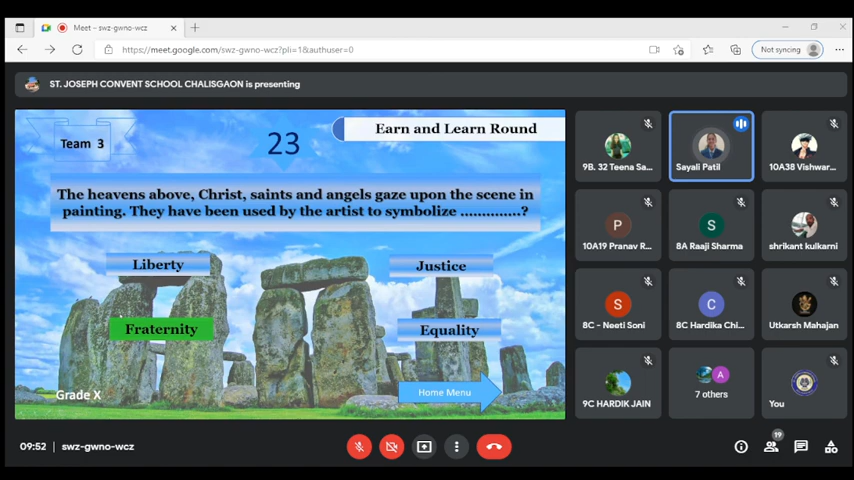 Meet – swz-gwno-wcz
https://meet.google.com/swz-gwno-wcz?pli=1&authuser=0
Not syncing
ST. JOSEPH CONVENT SCHOOL CHALISGAON is presenting
Team 3
23
Earn and Learn Round
The heavens above, Christ, saints and angels gaze upon the scene in
painting. They have been used by the artist to symbolize ..............?
Liberty
Justice
Fraternity
Equality
Grade X
Home Menu
9B. 32 Teena Sa...
Sayali Patil
10A38 Vishwar...
P
10A19 Pranav R...
S
8A Raaji Sharma
shrikant kulkarni
S
8C - Neeti Soni
C
8C Hardika Chi...
Utkarsh Mahajan
9C HARDIK JAIN
A
7 others
You
09:52 | swz-gwno-wcz
19